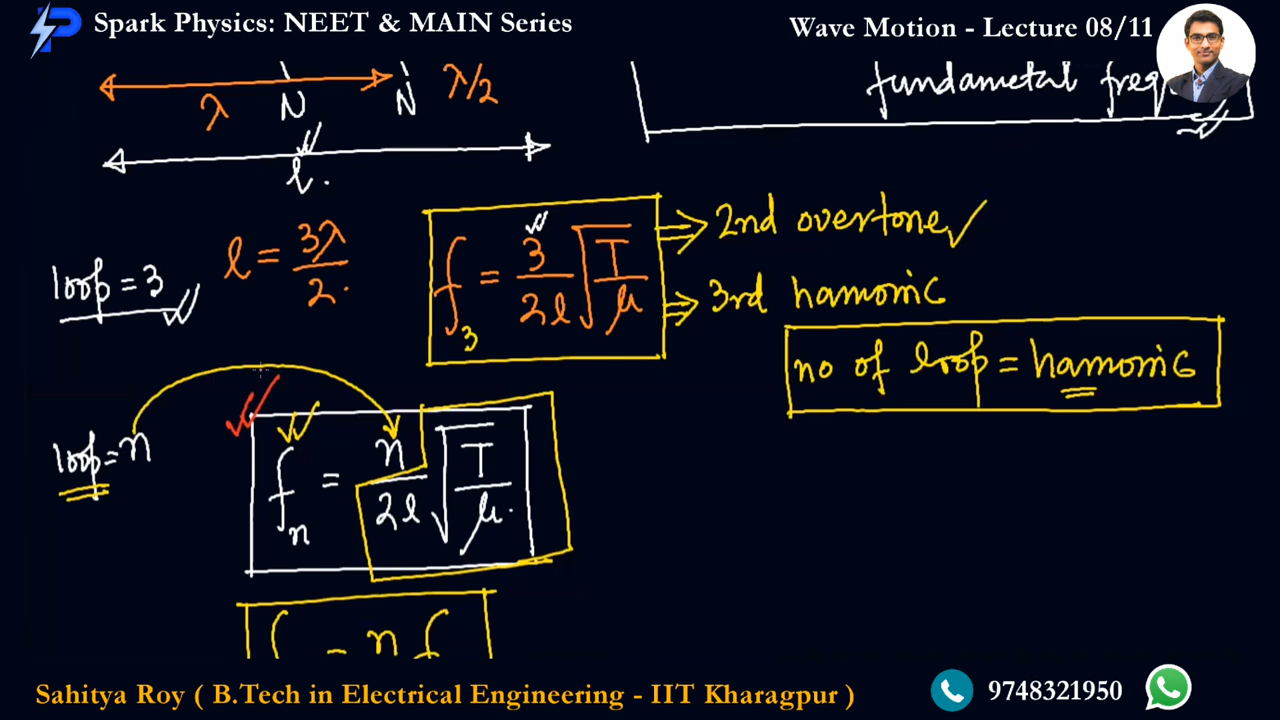 Spark Physics: NEET & MAIN Series
Wave Motion - Lecture 08/11
λ N N λ/2
fundametal freq
l.
loop = 3
l = 3λ/2.
f₃ = 3/2l √T/μ
⇒ 2nd overtone ✓
⇒ 3rd hamonic
no of loop = hamonic
loop = n
fₙ = n/2l √T/μ.
f = n f
Sahitya Roy ( B.Tech in Electrical Engineering - IIT Kharagpur )
9748321950